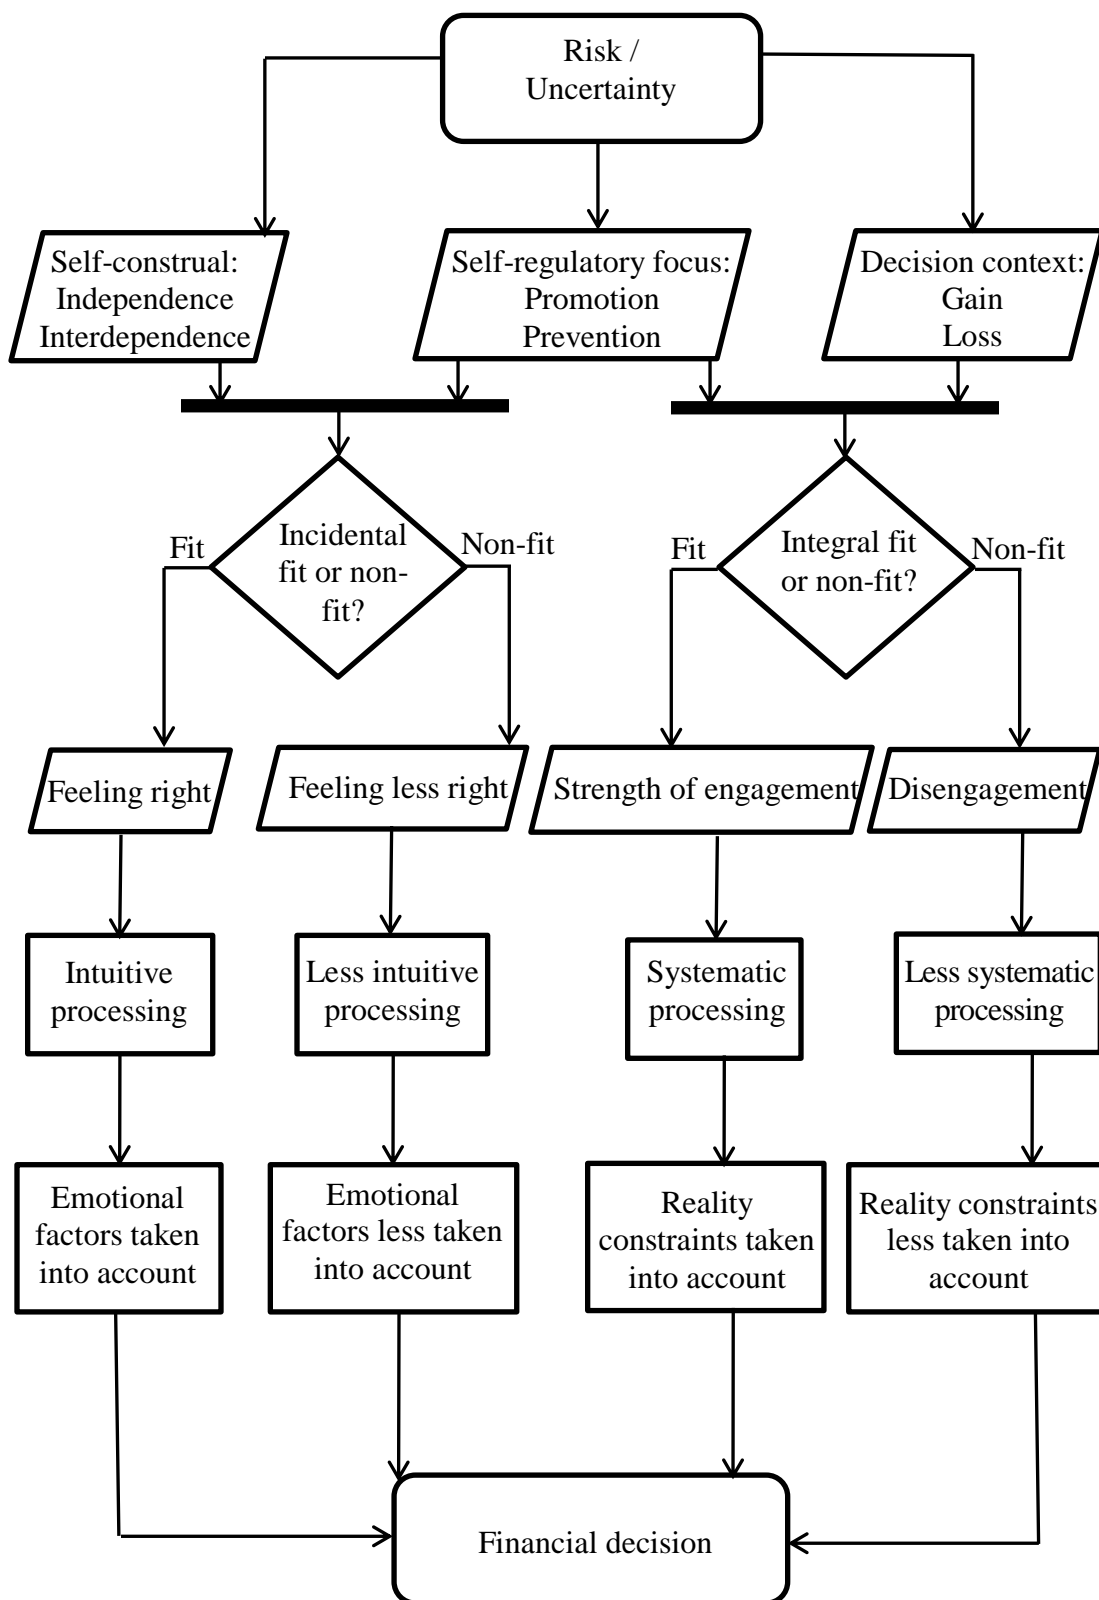 Risk /
Uncertainty
Self-construal:
Independence
Interdependence
Self-regulatory focus:
Promotion
Prevention
Decision context:
Gain
Loss
Fit
Incidental
fit or non-
fit?
Non-fit
Fit
Integral fit
or non-fit?
Non-fit
Feeling right
Feeling less right
Strength of engagement
Disengagement
Intuitive
processing
Less intuitive
processing
Systematic
processing
Less systematic
processing
Emotional
factors taken
into account
Emotional
factors less taken
into account
Reality
constraints taken
into account
Reality constraints
less taken into
account
Financial decision